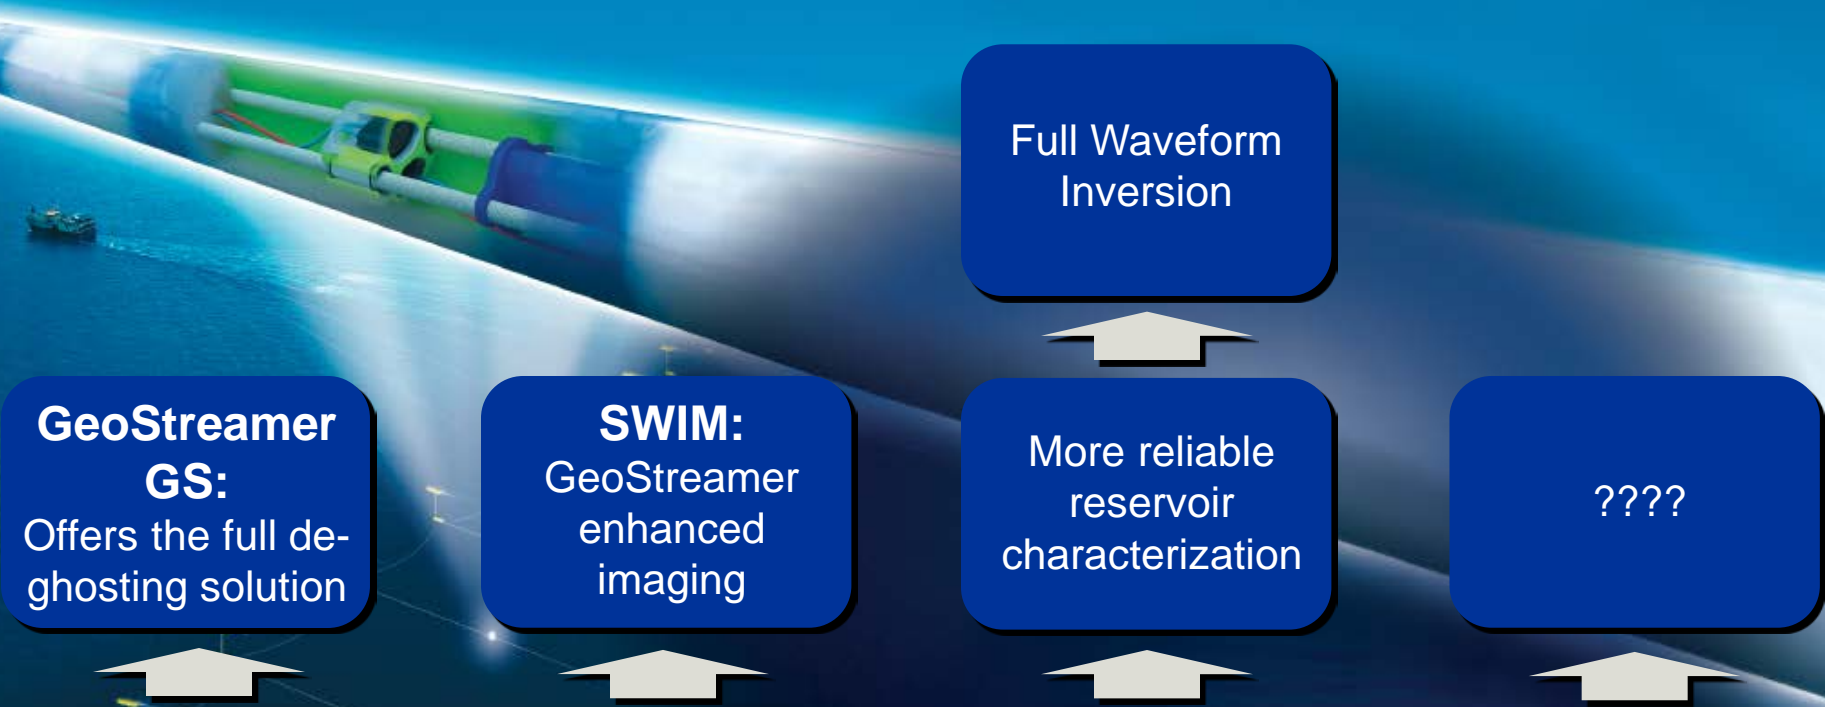 Full Waveform
Inversion
GeoStreamer
GS:
Offers the full de-
ghosting solution
SWIM:
GeoStreamer
enhanced
imaging
More reliable
reservoir
characterization
????